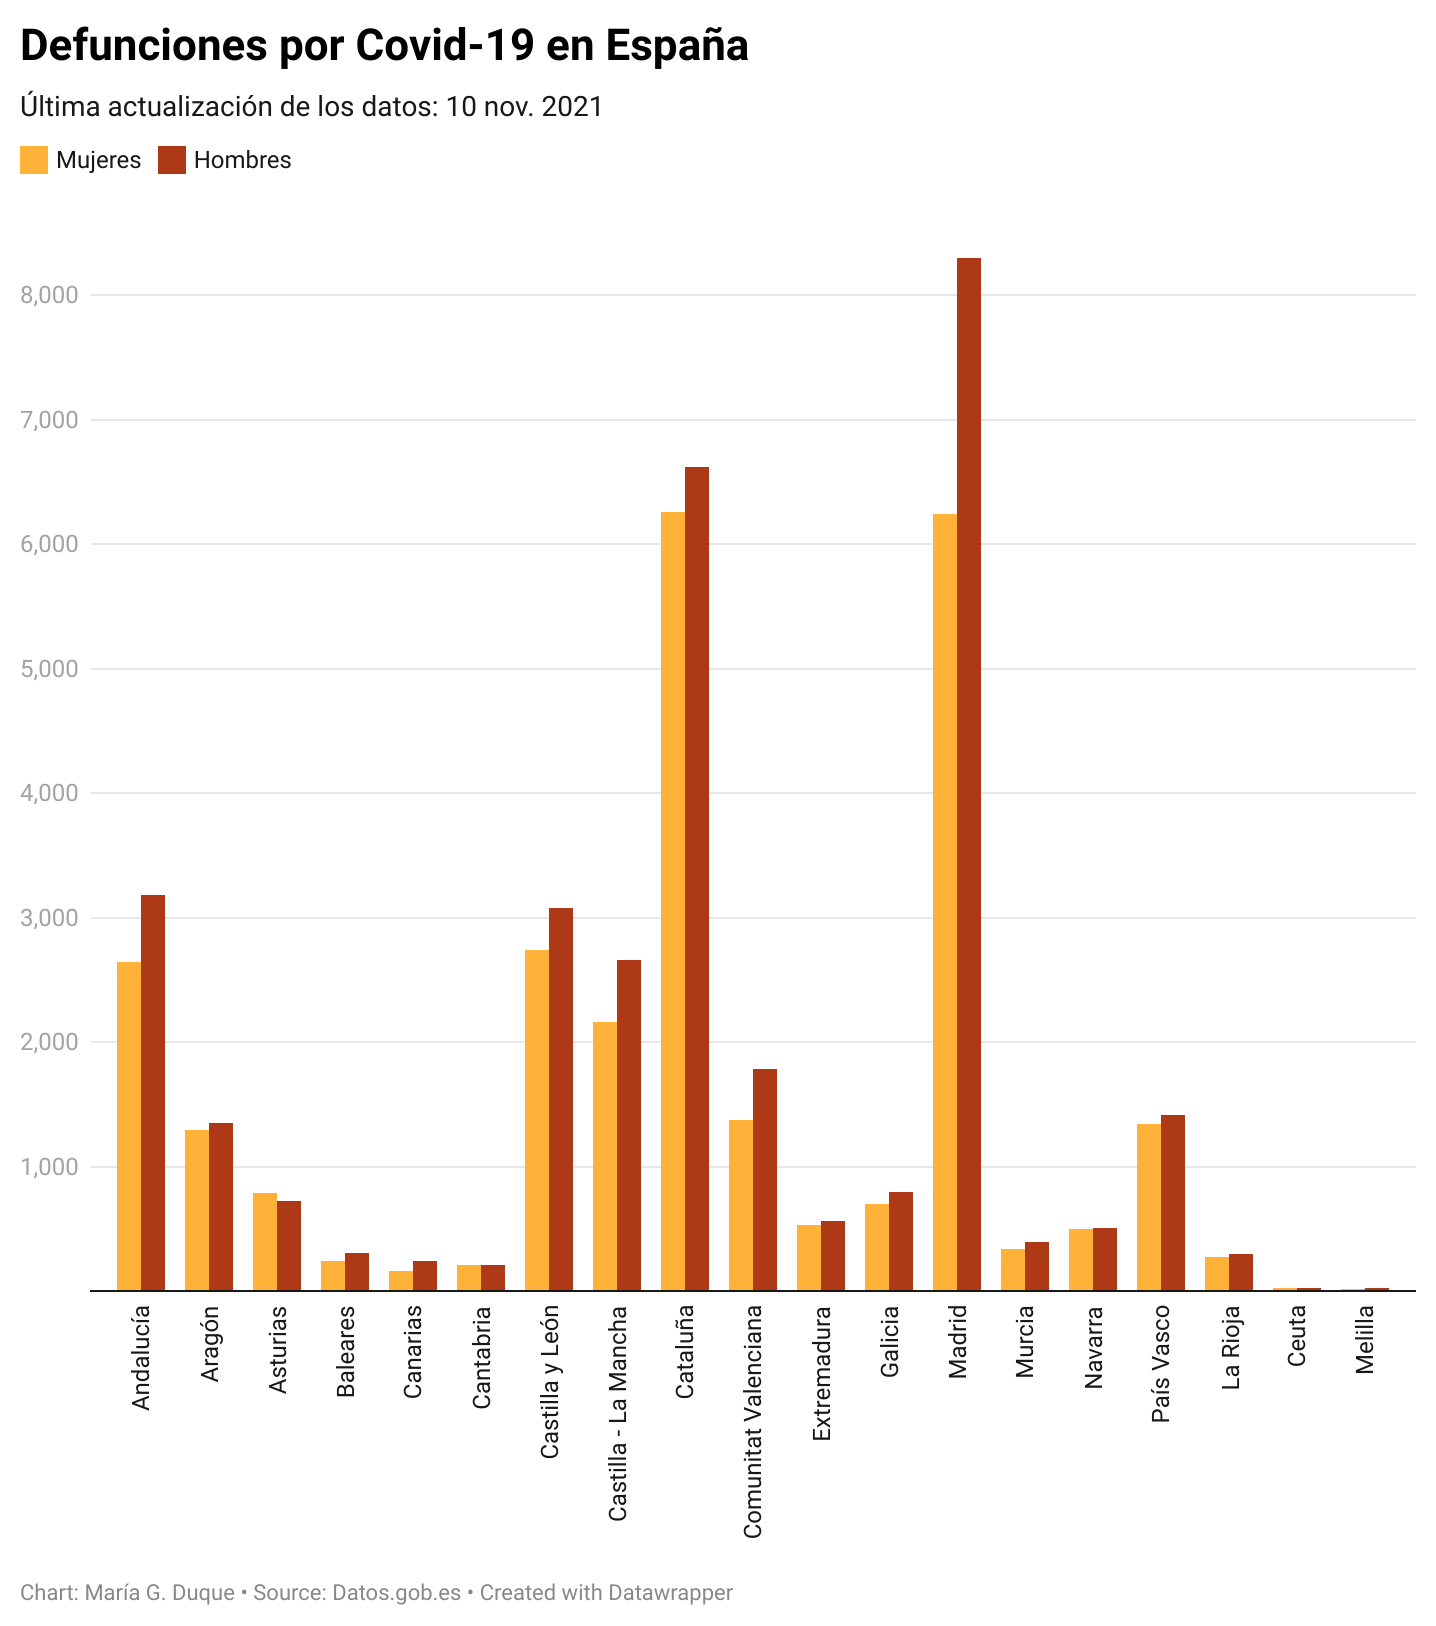 Defunciones por Covid-19 en España
Última actualización de los datos: 10 nov. 2021
Mujeres Hombres
8,000
7,000
6,000
5,000
4,000
3,000
2,000
1,000
Andalucía
Aragón
Asturias
Baleares
Canarias
Cantabria
Castilla y León
Castilla - La Mancha
Cataluña
Comunitat Valenciana
Extremadura
Galicia
Madrid
Murcia
Navarra
País Vasco
La Rioja
Ceuta
Melilla
Chart: María G. Duque • Source: Datos.gob.es • Created with Datawrapper